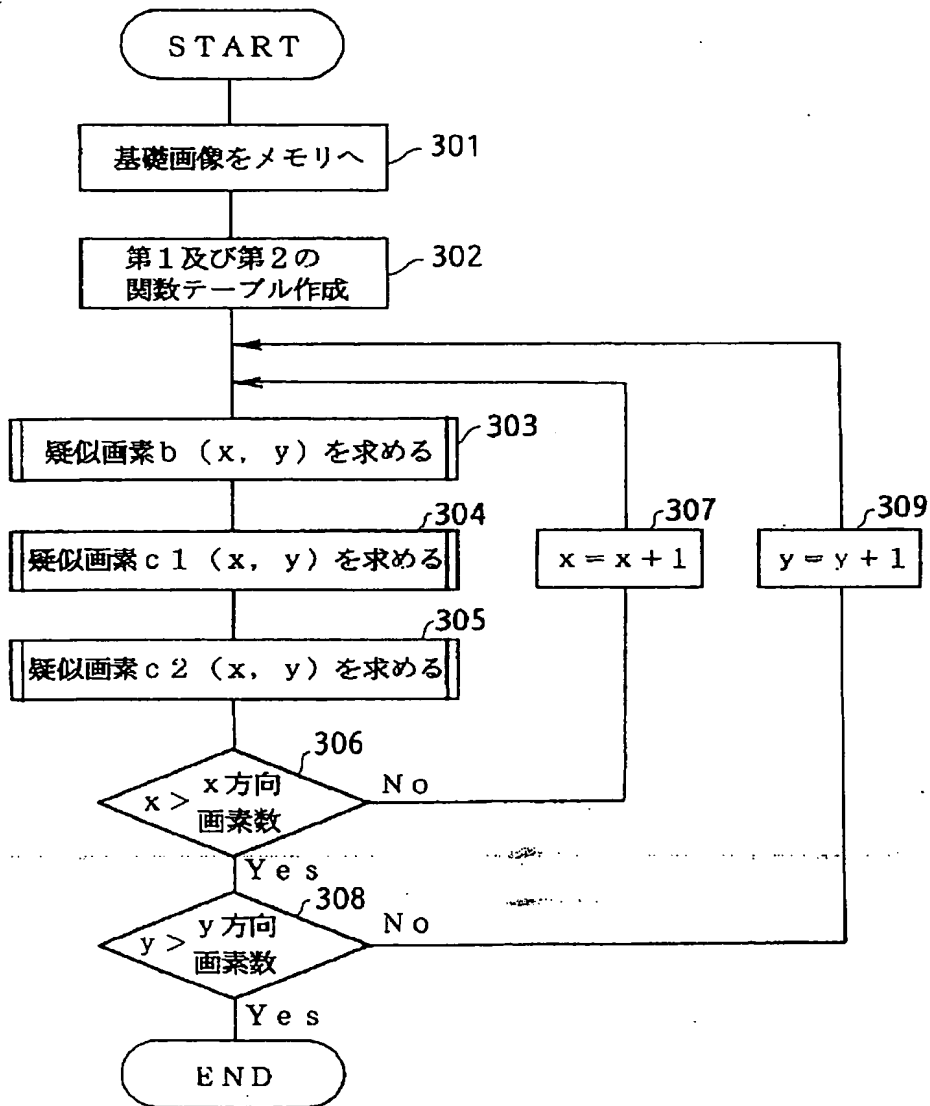 START
基礎画像をメモリへ
301
第1及び第2の
関数テーブル作成
302
疑似画素b（x，y）を求める
303
疑似画素c1（x，y）を求める
304
疑似画素c2（x，y）を求める
305
x＞x方向
画素数
306
No
x＝x＋1
307
Yes
y＞y方向
画素数
308
No
y＝y＋1
309
Yes
END